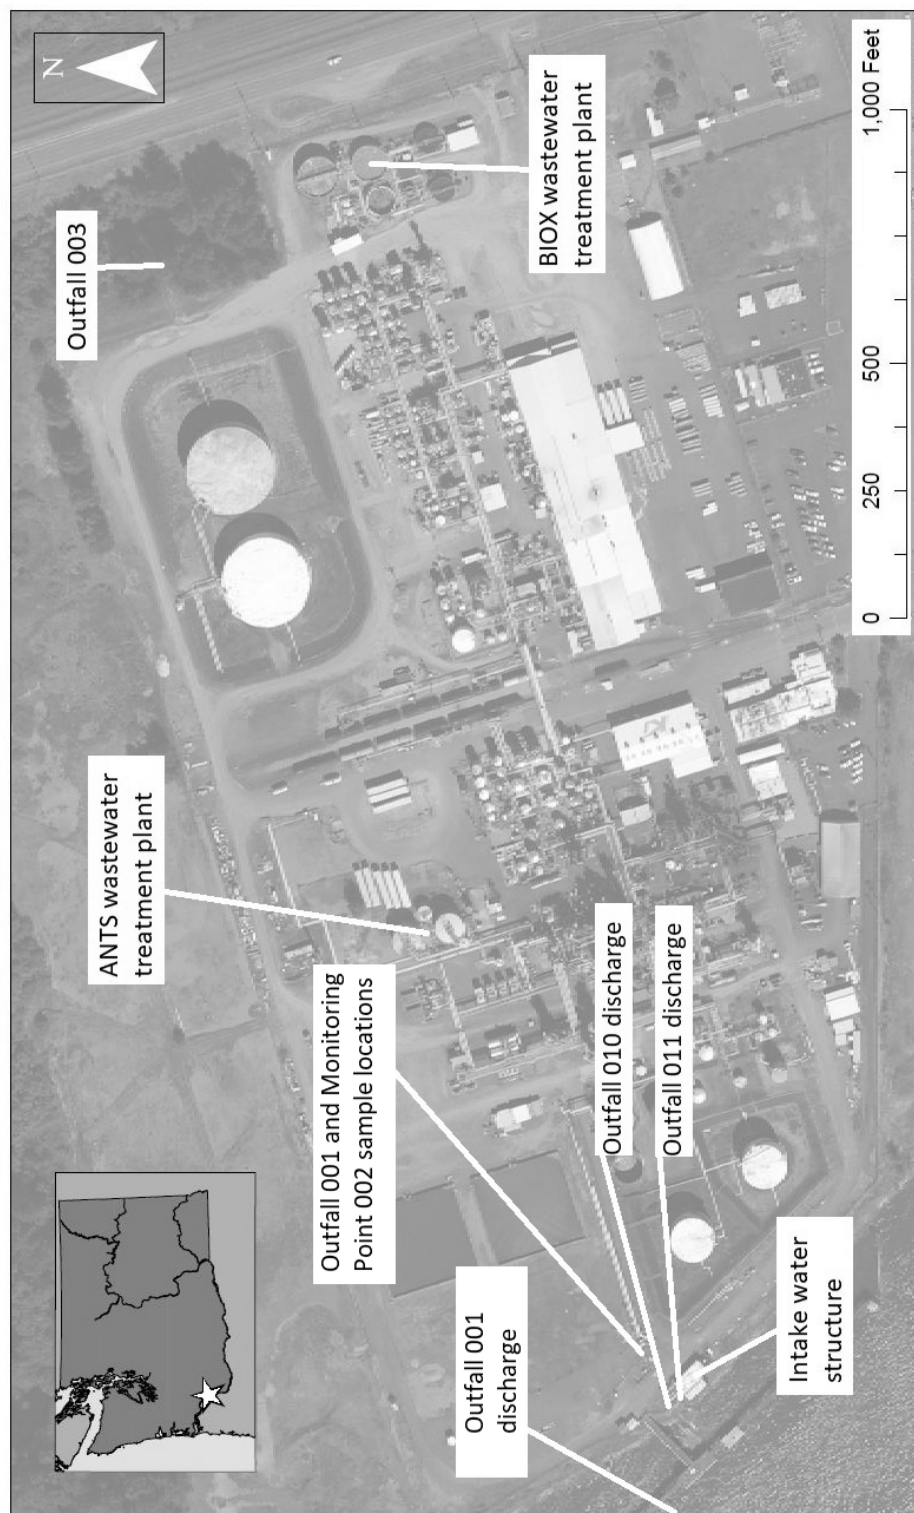 N
Outfall 003
ANTS wastewater
treatment plant
Outfall 001 and Monitoring
Point 002 sample locations
Outfall 001
discharge
BIOX wastewater
treatment plant
Outfall 010 discharge
Outfall 011 discharge
Intake water
structure
0 250 500 1,000 Feet